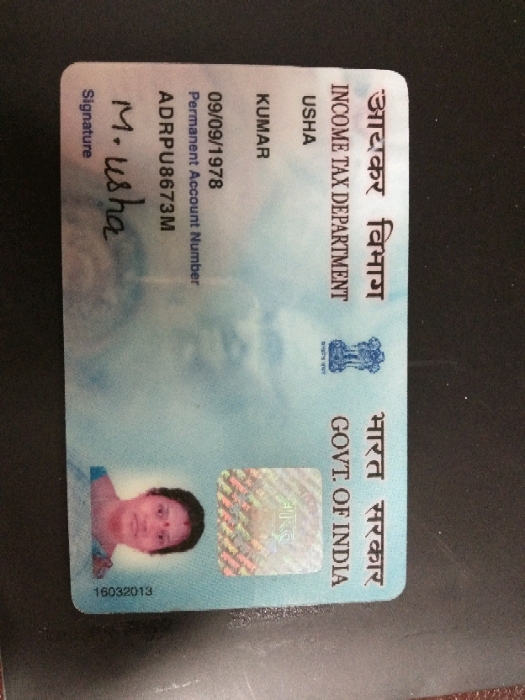 आयकर विभाग
INCOME TAX DEPARTMENT
भारत सरकार
GOVT. OF INDIA
USHA
KUMAR
09/09/1978
Permanent Account Number
ADRPU8673M
M. Usha
Signature
16032013